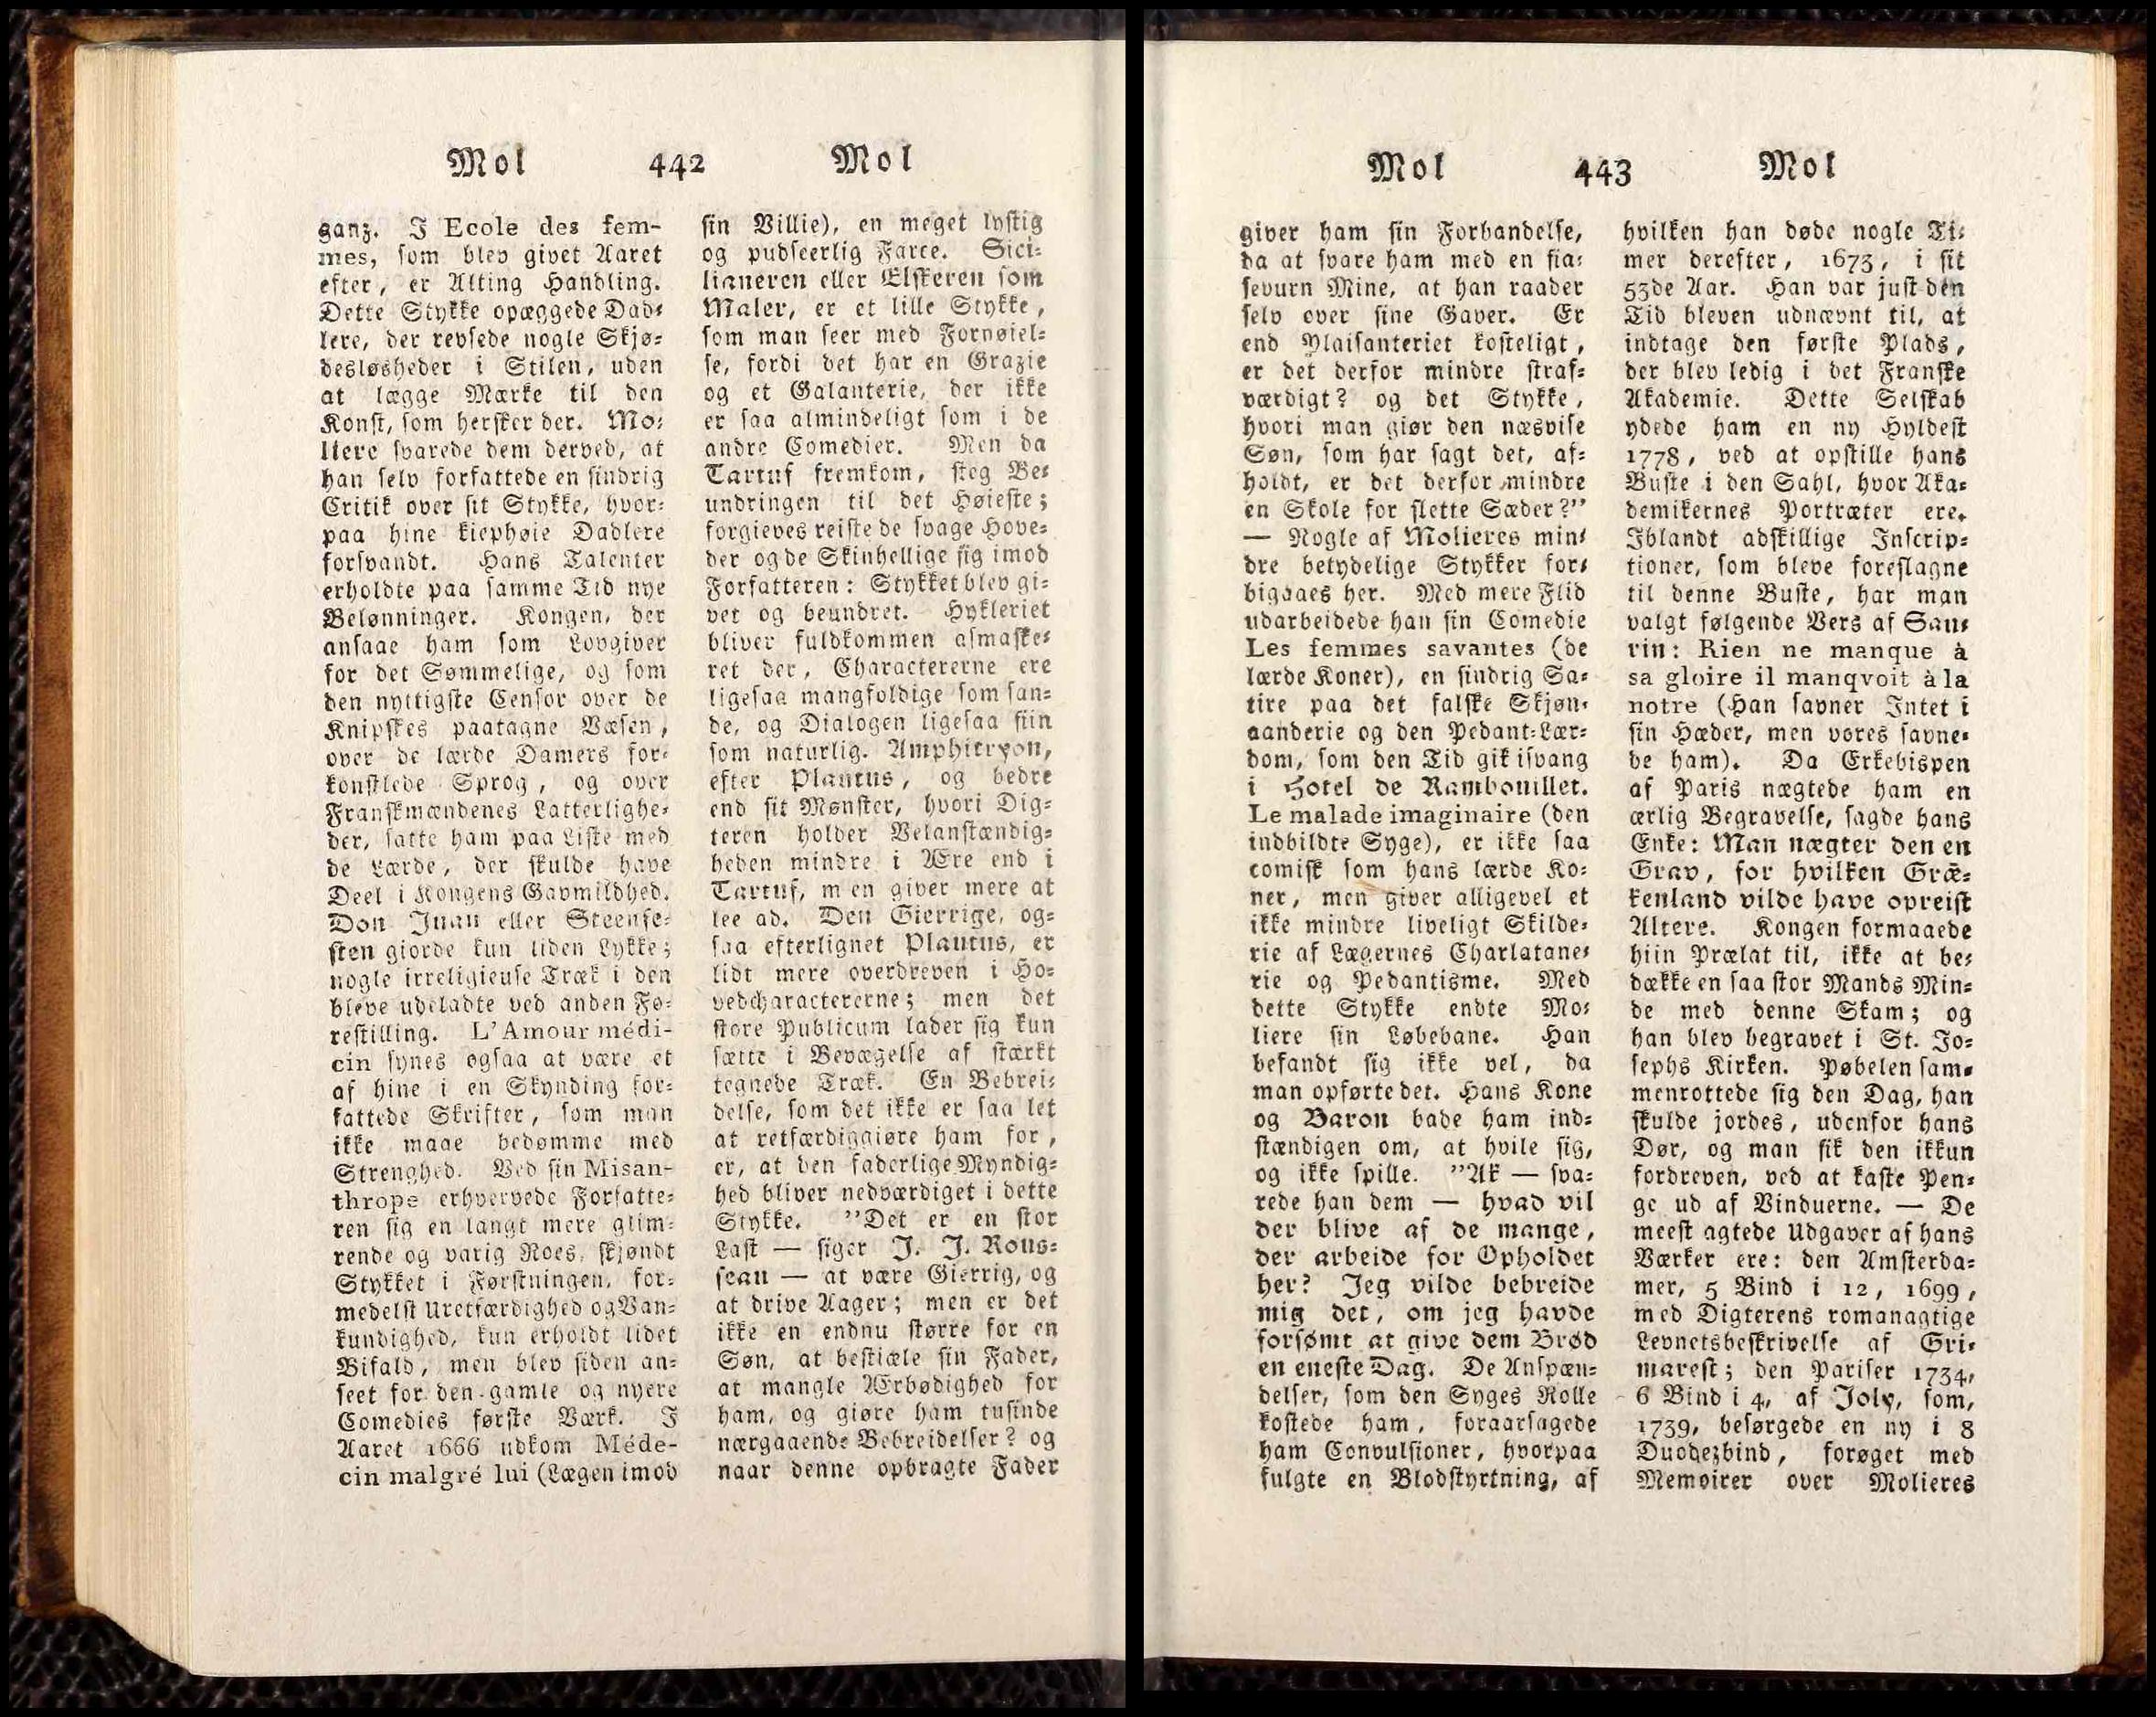 Mol 442 Mol
ganz. I Ecole des fem-
mes, som blev givet Aaret
efter, er Alting Handling.
Dette Stykke opæggede Dad-
lere, der revsede nogle Skjø-
desløsheder i Stilen, uden
at lægge Mærke til den
Konst, som hersker der. Mo-
liere svarede dem derved, at
han selv forfattede en sindrig
Critik over sit Stykke, hvor-
paa hine kiephøie Dadlere
forsvandt. Hans Talenter
erholdte paa samme Tid nye
Belønninger. Kongen, der
ansaae ham som Lovgiver
for det Sømmelige, og som
den nyttigste Censor over de
Knipskes paatagne Væsen,
over de lærde Damers for-
konstlede Sprog, og over
Franskmændenes Latterlighe-
der, satte ham paa Liste med
de Lærde, der skulde have
Deel i Kongens Gavmildhed.
Don Juan eller Steense-
sten giorde kun liden Lykke;
nogle irreligieuse Træk i den
bleve udeladte ved anden Fo-
restilling. L'Amour médi-
cin synes ogsaa at være et
af hine i en Skynding for-
fattede Skrifter, som man
ikke maae bedømme med
Strenghed. Ved sin Misan-
thrope erhvervede Forfatte-
ren sig en langt mere glim-
rende og varig Roes, skjøndt
Stykket i Førstningen, for-
medelst Uretfærdighed og Van-
kundighed, kun erholdt lidet
Bifald, men blev siden an-
seet for den gamle og nyere
Comedies første Værk. I
Aaret 1666 udkom Méde-
cin malgré lui (Lægen imod
sin Villie), en meget lystig
og pudseerlig Farce. Sici-
lianeren eller Elskeren som
Maler, er et lille Stykke,
som man seer med Fornøiel-
se, fordi det har en Grazie
og et Galanterie, der ikke
er saa almindeligt som i de
andre Comedier. Men da
Tartuf fremkom, steg Be-
undringen til det Høieste;
forgieves reiste de svage Hove-
der og de Skinhellige sig imod
Forfatteren: Stykket blev gi-
vet og beundret. Hykleriet
bliver fuldkommen afmaske-
ret der, Charactererne ere
ligesaa mangfoldige som san-
de, og Dialogen ligesaa fiin
som naturlig. Amphitryon,
efter Plautus, og bedre
end sit Mønster, hvori Dig-
teren holder Velanstændig-
heden mindre i Ære end i
Tartuf, men giver mere at
lee ad. Den Gierrige, og-
saa efterlignet Plautus, er
lidt mere overdreven i Ho-
vedcharactererne; men det
store Publicum lader sig kun
sætte i Bevægelse af stærkt
tegnede Træk. En Bebrei-
delse, som det ikke er saa let
at retfærdiggiøre ham for,
er, at den faderlige Myndig-
hed bliver nedværdiget i dette
Stykke. "Det er en stor
Last — siger J. J. Rous-
seau — at være Gierrig, og
at drive Aager; men er det
ikke en endnu større for en
Søn, at bestiæle sin Fader,
at mangle Ærbødighed for
ham, og giøre ham tusinde
nærgaaende Bebreidelser? og
naar denne opbragte Fader
Mol 443 Mol
giver ham sin Forbandelse,
da at svare ham med en fia-
sevurn Mine, at han raader
selv over sine Gaver. Er
end Plaisanteriet kosteligt,
er det derfor mindre straf-
værdigt? og det Stykke,
hvori man giør den næsvise
Søn, som har sagt det, af-
holdt, er det derfor mindre
en Skole for slette Sæder?"
— Nogle af Molieres min-
dre betydelige Stykker for-
bigaaes her. Med mere Flid
udarbeidede han sin Comedie
Les femmes savantes (de
lærde Koner), en sindrig Sa-
tire paa det falske Skjøn-
aanderie og den Pedant-Lær-
dom, som den Tid gik isvang
i Hotel de Rambouillet.
Le malade imaginaire (den
indbildte Syge), er ikke saa
comisk som hans lærde Ko-
ner, men giver alligevel et
ikke mindre liveligt Skilde-
rie af Lægernes Charlatane-
rie og Pedantisme. Med
dette Stykke endte Mo-
liere sin Løbebane. Han
befandt sig ikke vel, da
man opførte det. Hans Kone
og Baron bade ham ind-
stændigen om, at hvile sig,
og ikke spille. "Ak — sva-
rede han dem — hvad vil
der blive af de mange,
der arbeide for Opholdet
her? Jeg vilde bebreide
mig det, om jeg havde
forsømt at give dem Brød
en eneste Dag. De Anspæn-
delser, som den Syges Rolle
kostede ham, foraarsagede
ham Convulsioner, hvorpaa
fulgte en Blodstyrtning, af
hvilken han døde nogle Ti-
mer derefter, 1673, i sit
53de Aar. Han var just den
Tid bleven udnævnt til, at
indtage den første Plads,
der blev ledig i det Franske
Akademie. Dette Selskab
ydede ham en ny Hyldest
1778, ved at opstille hans
Buste i den Sahl, hvor Aka-
demikernes Portræter ere.
Iblandt adskillige Inscrip-
tioner, som bleve foreslagne
til denne Buste, har man
valgt følgende Vers af Sau-
rin: Rien ne manque à
sa gloire il manqvoit à la
notre (Han savner Intet i
sin Hæder, men vores savne-
de ham). Da Erkebispen
af Paris nægtede ham en
ærlig Begravelse, sagde hans
Enke: Man nægter den en
Grav, for hvilken Græ-
kenland vilde have opreist
Altere. Kongen formaaede
hiin Prælat til, ikke at be-
dække en saa stor Mands Min-
de med denne Skam; og
han blev begravet i St. Jo-
sephs Kirken. Pøbelen sam-
menrottede sig den Dag, han
skulde jordes, udenfor hans
Dør, og man fik den ikkun
fordreven, ved at kaste Pen-
ge ud af Vinduerne. — De
meest agtede Udgaver af hans
Værker ere: den Amsterda-
mer, 5 Bind i 12, 1699,
med Digterens romanagtige
Levnetsbeskrivelse af Gri-
marest; den Pariser 1734,
6 Bind i 4, af Joly, som,
1739, besørgede en ny i 8
Duodezbind, forøget med
Memoirer over Molieres